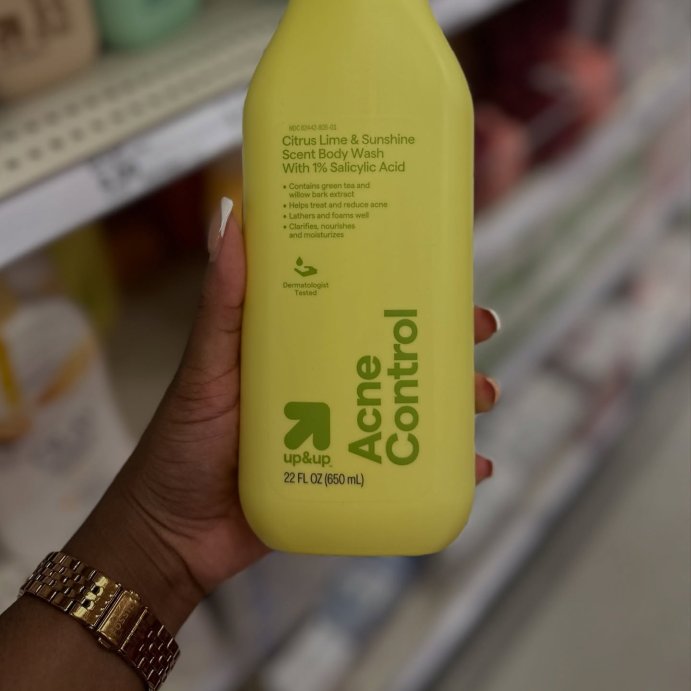 Citrus Lime & Sunshine
Scent Body Wash
With 1% Salicylic Acid
• Contains green tea and
willow bark extract
• Helps treat and reduce acne
• Lathers and foams well
• Clarifies, nourishes
and moisturizes
Dermatologist
Tested
Acne
Control
up&up™
22 FL OZ (650 mL)